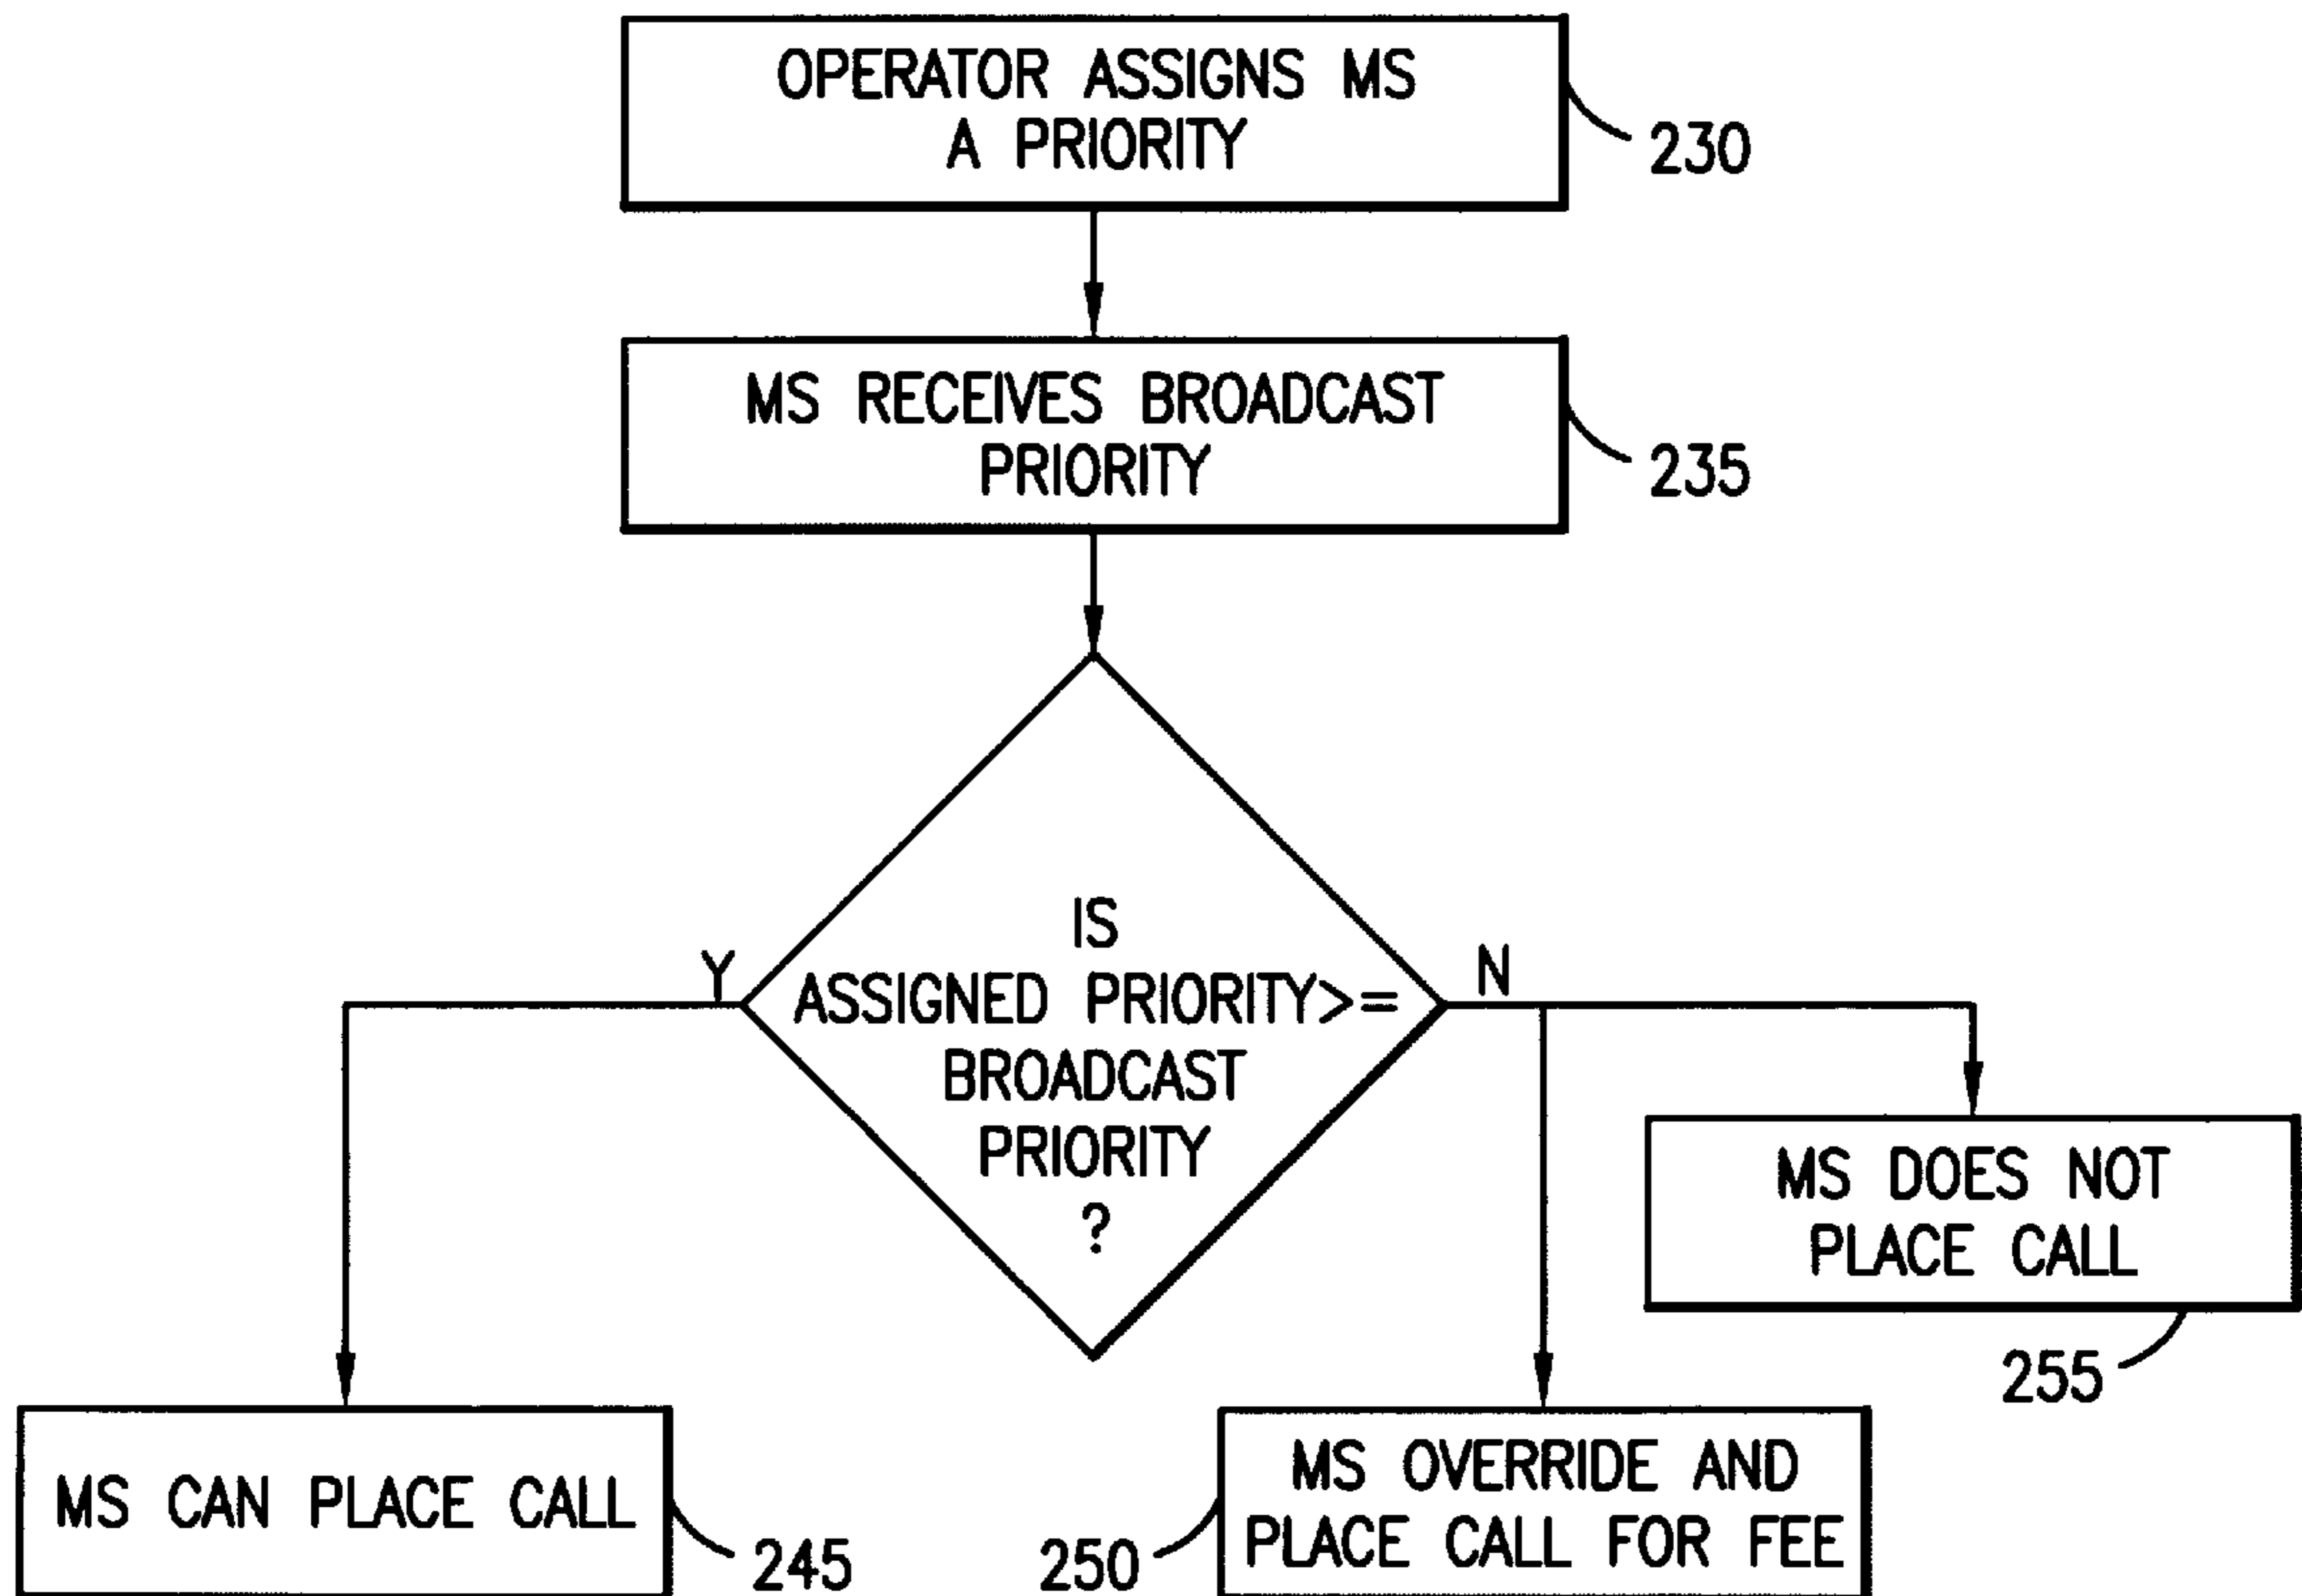 OPERATOR ASSIGNS MS
A PRIORITY
230
MS RECEIVES BROADCAST
PRIORITY
235
IS
ASSIGNED PRIORITY>=
BROADCAST
PRIORITY
?
Y
N
MS DOES NOT
PLACE CALL
255
MS CAN PLACE CALL
245
MS OVERRIDE AND
PLACE CALL FOR FEE
250